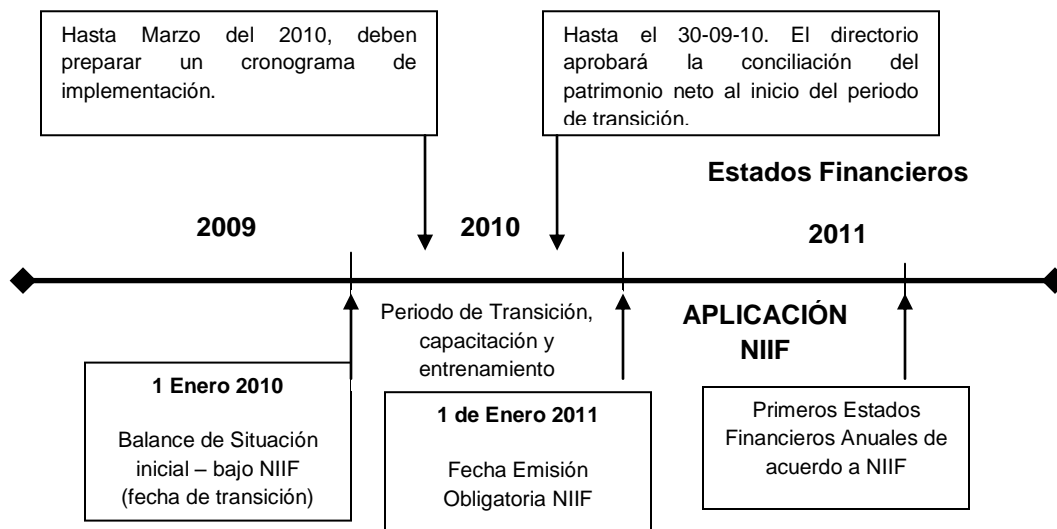 Hasta Marzo del 2010, deben
preparar un cronograma de
implementación.
Hasta el 30-09-10. El directorio
aprobará la conciliación del
patrimonio neto al inicio del periodo
de transición.
Estados Financieros
2009
2010
2011
Periodo de Transición,
capacitación y
entrenamiento
APLICACIÓN
NIIF
1 Enero 2010
Balance de Situación
inicial – bajo NIIF
(fecha de transición)
1 de Enero 2011
Fecha Emisión
Obligatoria NIIF
Primeros Estados
Financieros Anuales de
acuerdo a NIIF